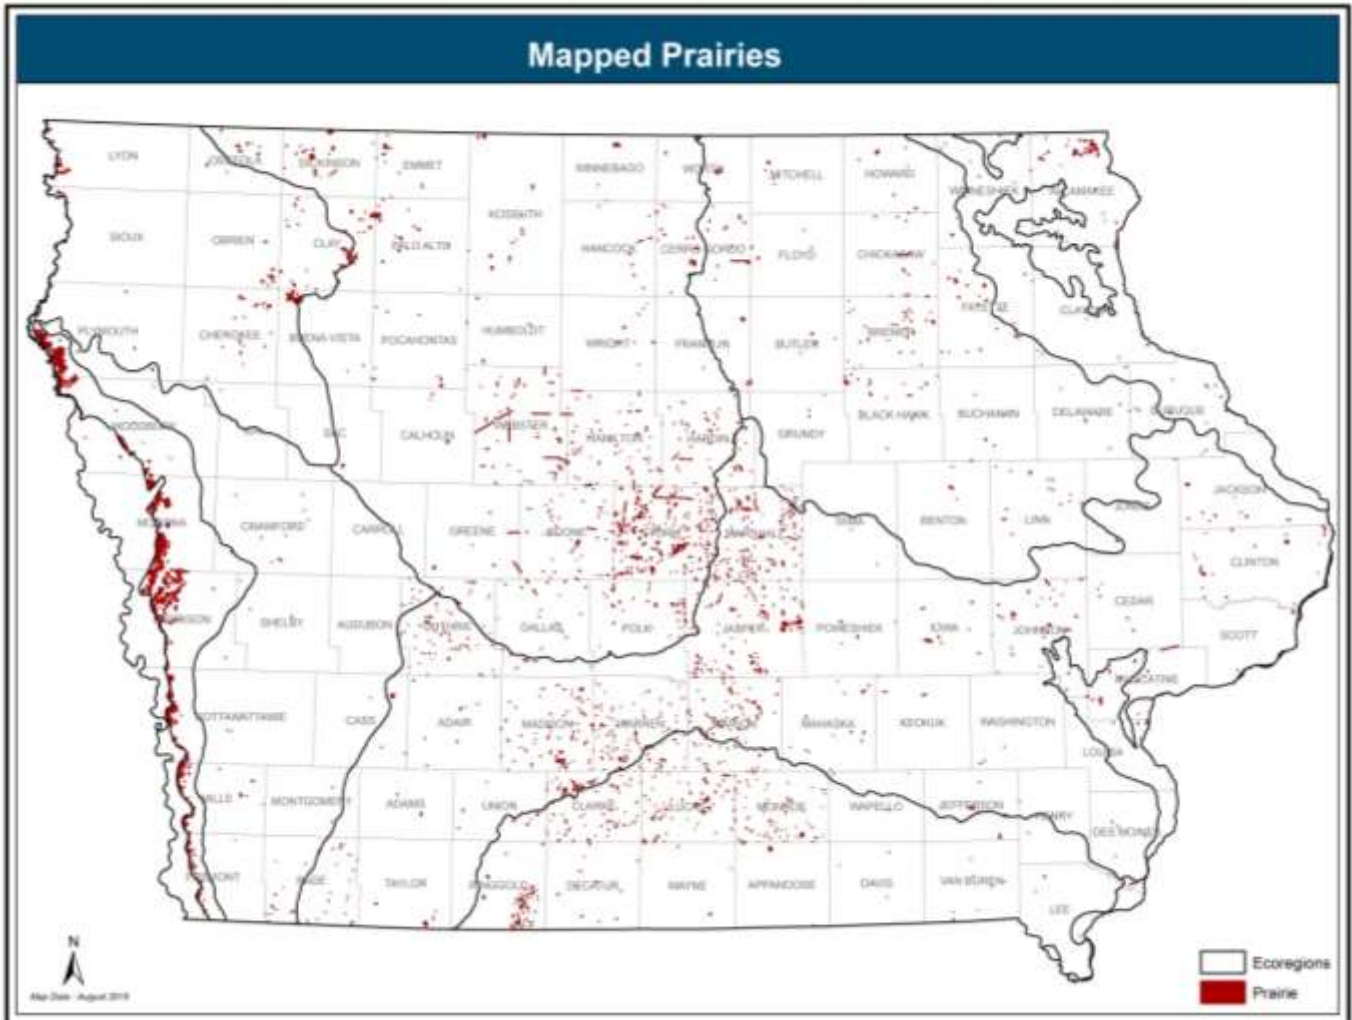 Mapped Prairies
LYON
OSCEOLA
DICKINSON
EMMET
WINNEBAGO
WORTH
MITCHELL
HOWARD
WINNESHIEK
ALLAMAKEE
KOSSUTH
SIOUX
OBRIEN
CLAY
PALO ALTO
HANCOCK
CERRO GORDO
FLOYD
CHICKASAW
FAYETTE
PLYMOUTH
CHEROKEE
BUENA VISTA
POCAHONTAS
HUMBOLDT
WRIGHT
FRANKLIN
BUTLER
BREMER
WOODBURY
SAC
CALHOUN
WEBSTER
HAMILTON
HARDIN
GRUNDY
BLACK HAWK
BUCHANAN
DELAWARE
DUBUQUE
MONONA
CRAWFORD
CARROLL
GREENE
BOONE
STORY
MARSHALL
TAMA
BENTON
LINN
JONES
JACKSON
CLINTON
HARRISON
SHELBY
AUDUBON
GUTHRIE
DALLAS
POLK
JASPER
POWESHIEK
IOWA
JOHNSON
CEDAR
SCOTT
POTTAWATTAMIE
CASS
ADAIR
MADISON
WARREN
MARION
MAHASKA
KEOKUK
WASHINGTON
MUSCATINE
LOUISA
MILLS
MONTGOMERY
ADAMS
UNION
CLARKE
LUCAS
MONROE
WAPELLO
JEFFERSON
HENRY
DES MOINES
FREMONT
PAGE
TAYLOR
RINGGOLD
DECATUR
WAYNE
APPANOOSE
DAVIS
VAN BUREN
LEE
N
Map Date - August 2019
Ecoregions
Prairie